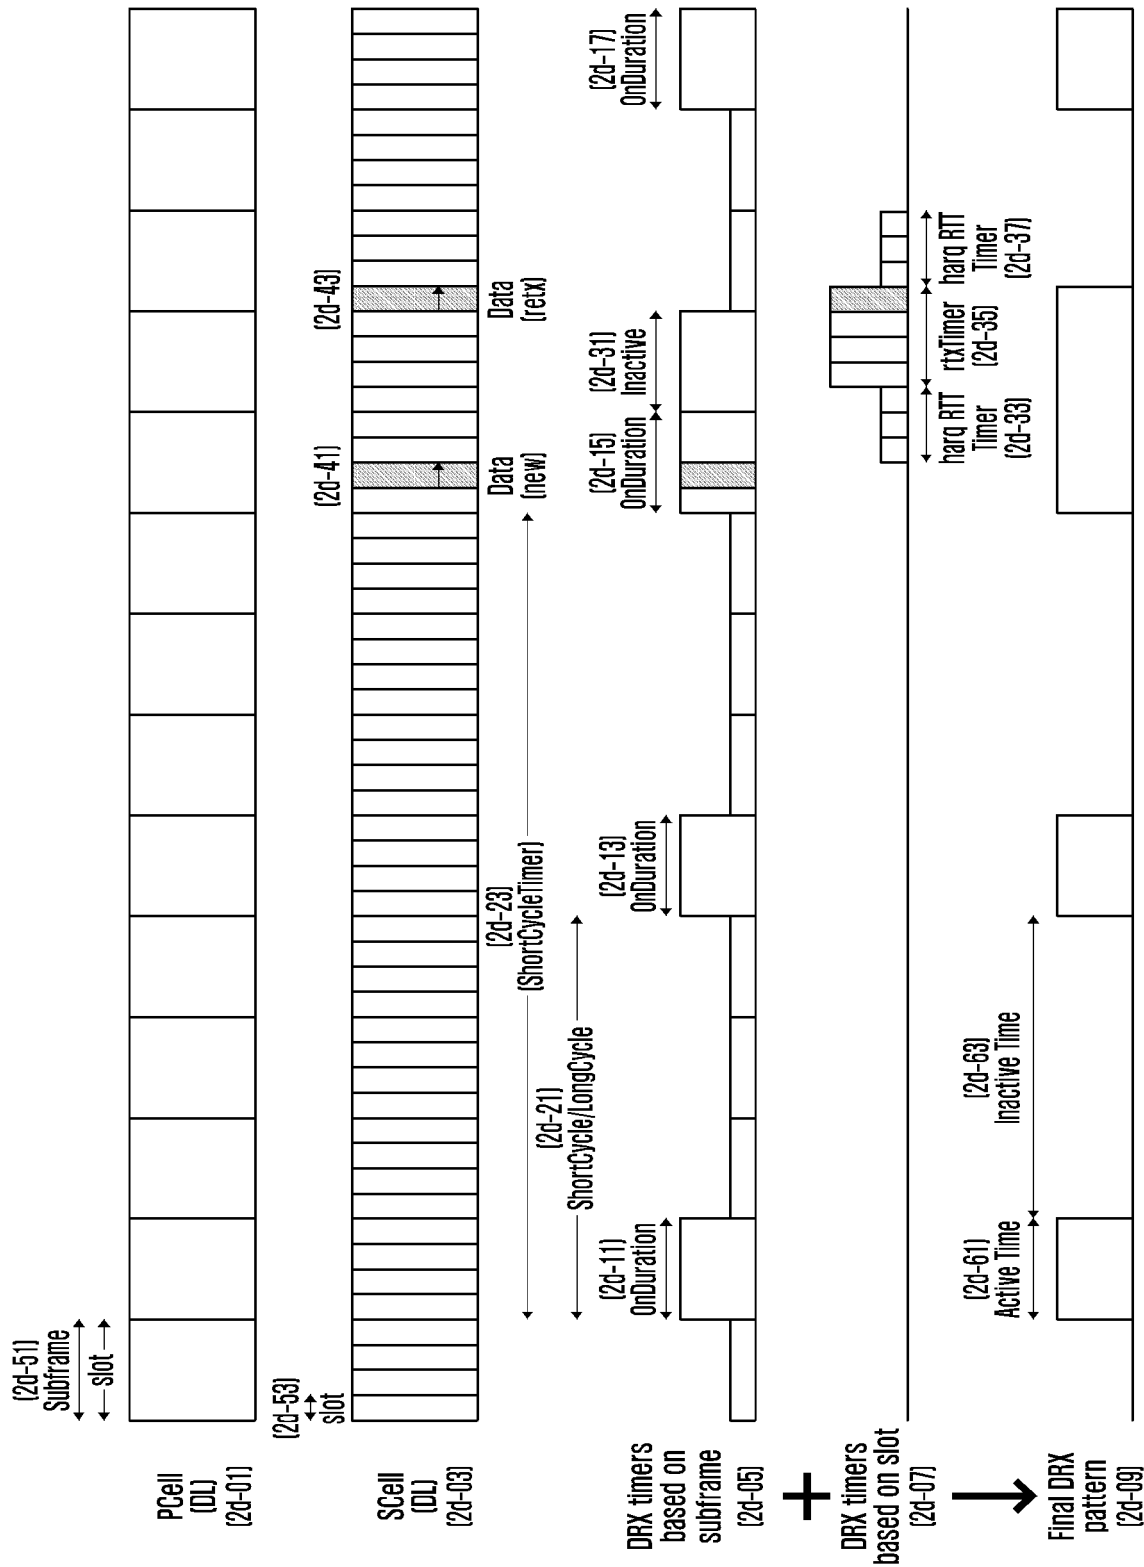 (2d-51)
Subframe
slot
PCell
(DL)
(2d-01)
(2d-53)
slot
(2d-41)
(2d-43)
SCell
(DL)
(2d-03)
Data
(new)
Data
(retx)
(2d-23)
(ShortCycleTimer)
(2d-21)
ShortCycle/LongCycle
(2d-11)
OnDuration
(2d-13)
OnDuration
(2d-15)
OnDuration
(2d-31)
Inactive
(2d-17)
OnDuration
DRX timers
based on
subframe
(2d-05)
DRX timers
based on slot
(2d-07)
harq RTT
Timer
(2d-33)
rtxTimer
(2d-35)
harq RTT
Timer
(2d-37)
(2d-61)
Active Time
(2d-63)
Inactive Time
Final DRX
pattern
(2d-09)